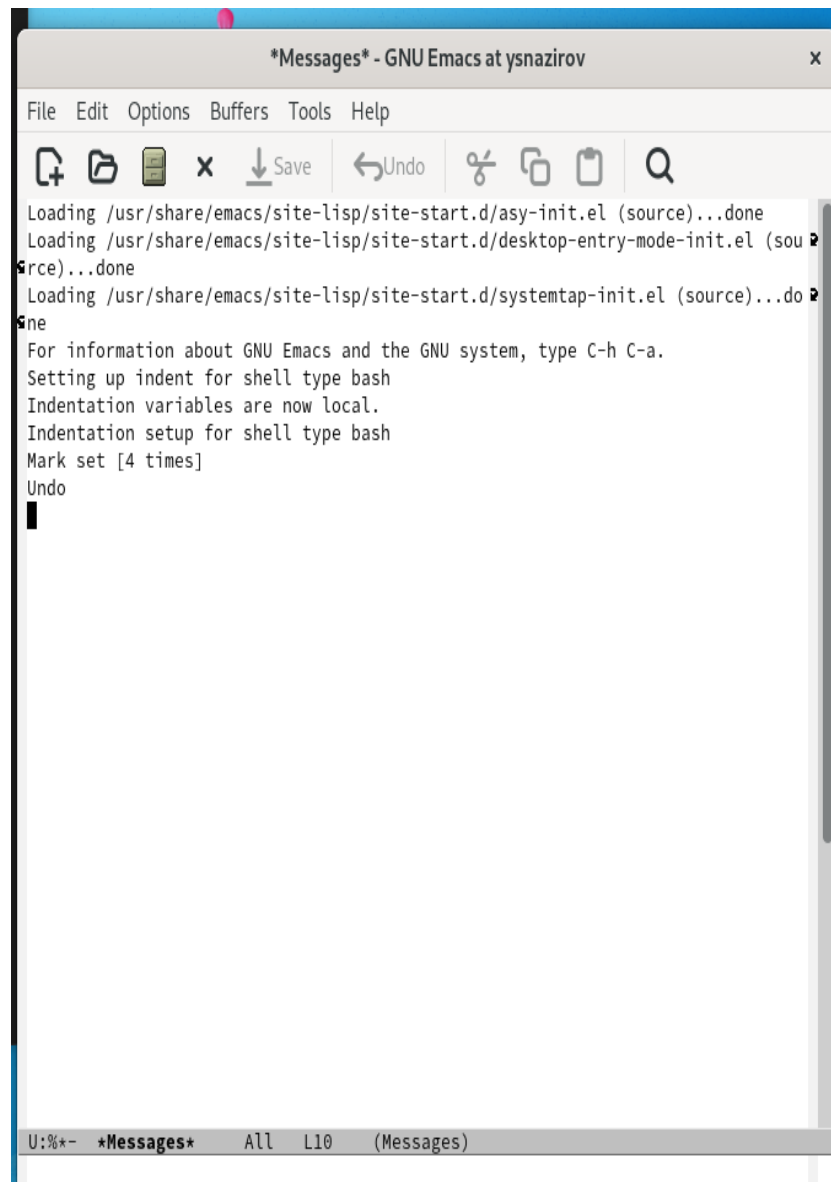 *Messages* - GNU Emacs at ysnazirov
File Edit Options Buffers Tools Help
Save Undo
Loading /usr/share/emacs/site-lisp/site-start.d/asy-init.el (source)...done
Loading /usr/share/emacs/site-lisp/site-start.d/desktop-entry-mode-init.el (sou
rce)...done
Loading /usr/share/emacs/site-lisp/site-start.d/systemtap-init.el (source)...do
ne
For information about GNU Emacs and the GNU system, type C-h C-a.
Setting up indent for shell type bash
Indentation variables are now local.
Indentation setup for shell type bash
Mark set [4 times]
Undo
U:%*- *Messages* All L10 (Messages)